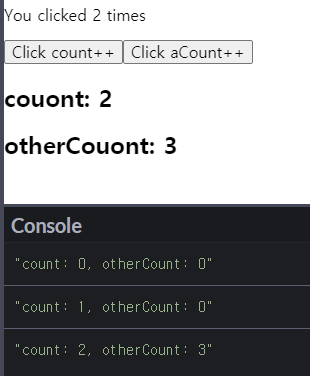 You clicked 2 times
Click count++ Click aCount++
couont: 2
otherCouont: 3
Console
"count: 0, otherCount: 0"
"count: 1, otherCount: 0"
"count: 2, otherCount: 3"